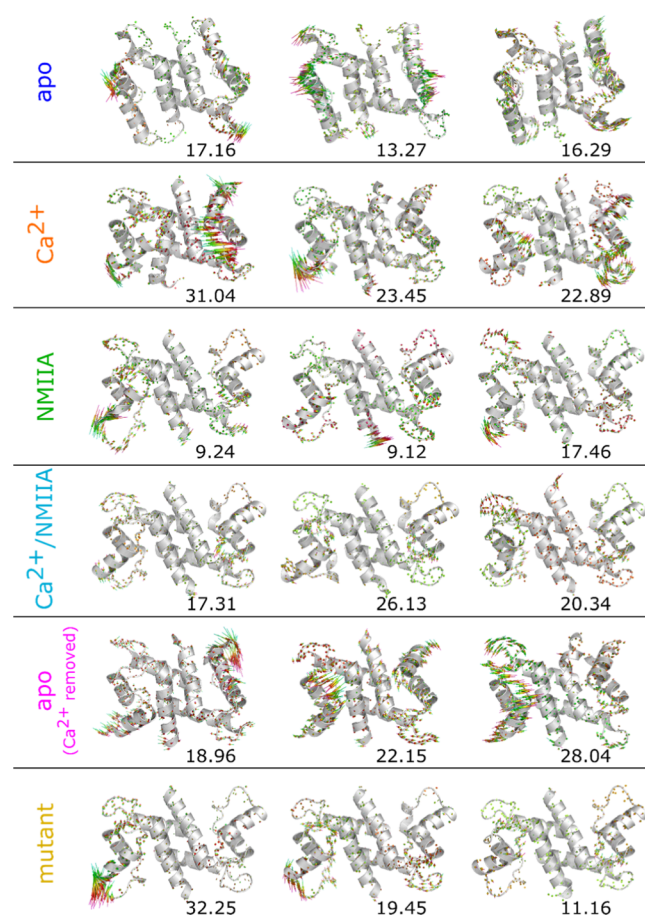 apo
17.16 13.27 16.29
Ca2+
31.04 23.45 22.89
NMIIA
9.24 9.12 17.46
Ca2+/NMIIA
17.31 26.13 20.34
apo
(Ca2+ removed)
18.96 22.15 28.04
mutant
32.25 19.45 11.16